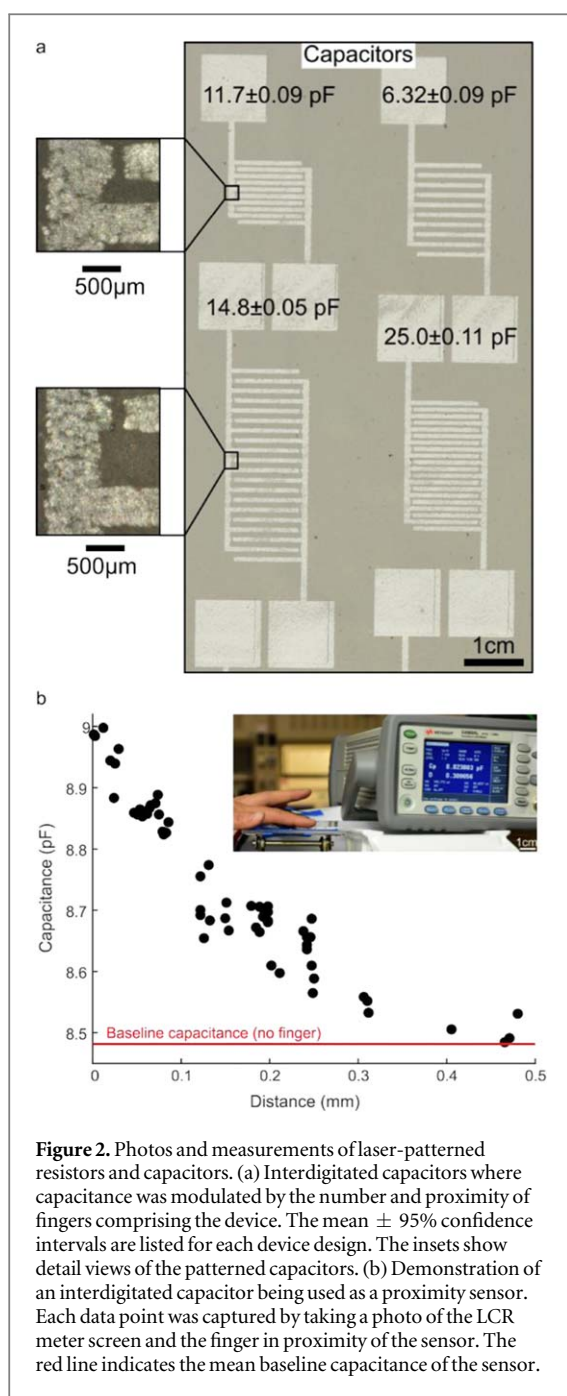 a
Capacitors
11.7±0.09 pF
6.32±0.09 pF
500µm
14.8±0.05 pF
25.0±0.11 pF
500µm
1cm
b
9
8.9
8.8
8.7
8.6
8.5
Capacitance (pF)
1cm
Baseline capacitance (no finger)
0
0.1
0.2
0.3
0.4
0.5
Distance (mm)
Figure 2. Photos and measurements of laser-patterned
resistors and capacitors. (a) Interdigitated capacitors where
capacitance was modulated by the number and proximity of
fingers comprising the device. The mean ± 95% confidence
intervals are listed for each device design. The insets show
detail views of the patterned capacitors. (b) Demonstration of
an interdigitated capacitor being used as a proximity sensor.
Each data point was captured by taking a photo of the LCR
meter screen and the finger in proximity of the sensor. The
red line indicates the mean baseline capacitance of the sensor.